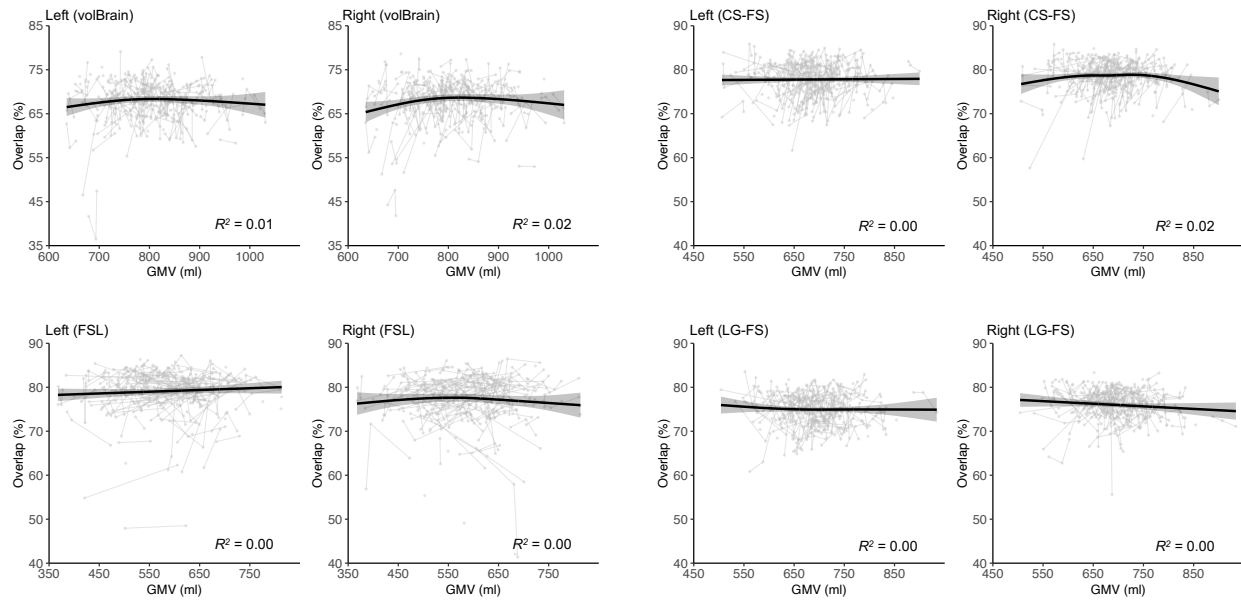 Left (volBrain)
85
75
65
55
45
35
Overlap (%)
R² = 0.01
600 700 800 900 1000
GMV (ml)
Right (volBrain)
85
75
65
55
45
35
Overlap (%)
R² = 0.02
600 700 800 900 1000
GMV (ml)
Left (CS-FS)
90
80
70
60
50
40
Overlap (%)
R² = 0.00
450 550 650 750 850
GMV (ml)
Right (CS-FS)
90
80
70
60
50
40
Overlap (%)
R² = 0.02
450 550 650 750 850
GMV (ml)
Left (FSL)
90
80
70
60
50
40
Overlap (%)
R² = 0.00
350 450 550 650 750
GMV (ml)
Right (FSL)
90
80
70
60
50
40
Overlap (%)
R² = 0.00
350 450 550 650 750
GMV (ml)
Left (LG-FS)
90
80
70
60
50
40
Overlap (%)
R² = 0.00
450 550 650 750 850
GMV (ml)
Right (LG-FS)
90
80
70
60
50
40
Overlap (%)
R² = 0.00
450 550 650 750 850
GMV (ml)